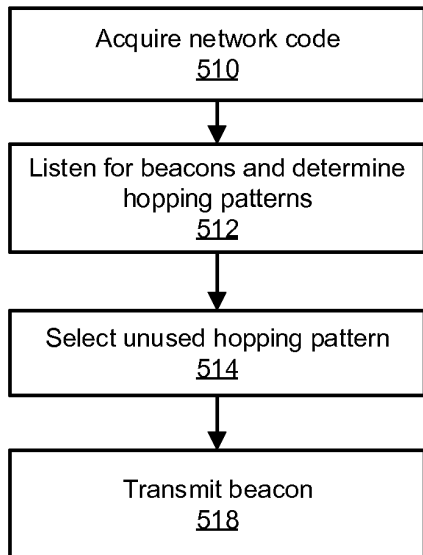 Acquire network code
510
Listen for beacons and determine
hopping patterns
512
Select unused hopping pattern
514
Transmit beacon
518